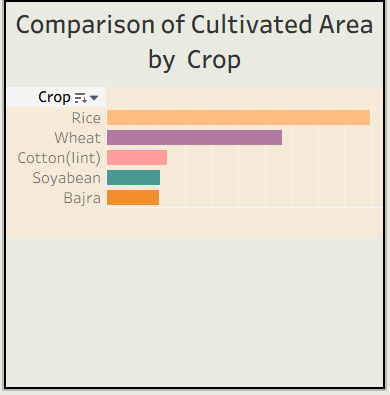 Comparison of Cultivated Area
by Crop
Crop
Rice
Wheat
Cotton(lint)
Soyabean
Bajra